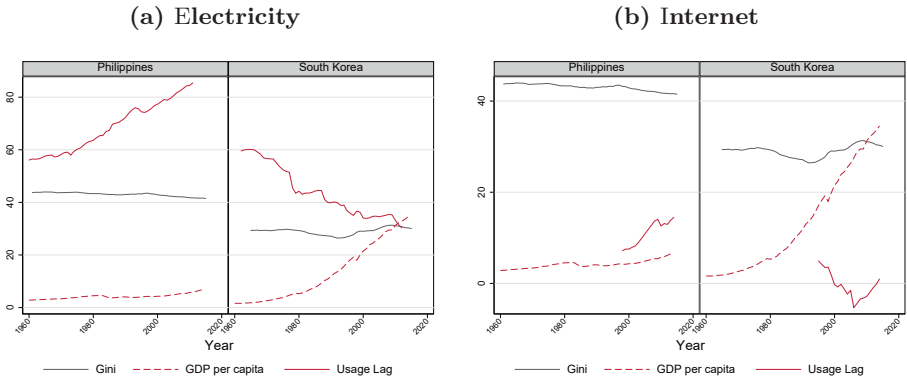 (a) Electricity
(b) Internet
Philippines South Korea
80
60
40
20
0
1960 1980 2000 2020 1960 1980 2000 2020
Year
Gini GDP per capita Usage Lag
Philippines South Korea
40
20
0
1960 1980 2000 2020 1960 1980 2000 2020
Year
Gini GDP per capita Usage Lag